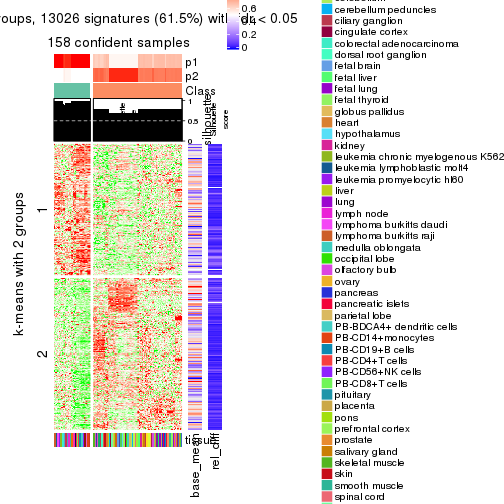 oups, 13026 signatures (61.5%) with fdr < 0.05
158 confident samples
p1
p2
Class
1
0.5
0
silhouette
score
k-means with 2 groups
1
2
tissue
base_mean
rel_diff
0.6
0.4
0
cerebellum peduncles
ciliary ganglion
cingulate cortex
colorectal adenocarcinoma
dorsal root ganglion
fetal brain
fetal liver
fetal lung
fetal thyroid
globus pallidus
heart
hypothalamus
kidney
leukemia chronic myelogenous K562
leukemia lymphoblastic molt4
leukemia promyelocytic hl60
liver
lung
lymph node
lymphoma burkitts daudi
lymphoma burkitts raji
medulla oblongata
occipital lobe
olfactory bulb
ovary
pancreas
pancreatic islets
parietal lobe
PB-BDCA4+ dendritic cells
PB-CD14+monocytes
PB-CD19+B cells
PB-CD4+T cells
PB-CD56+NK cells
PB-CD8+T cells
pituitary
placenta
pons
prefrontal cortex
prostate
salivary gland
skeletal muscle
skin
smooth muscle
spinal cord